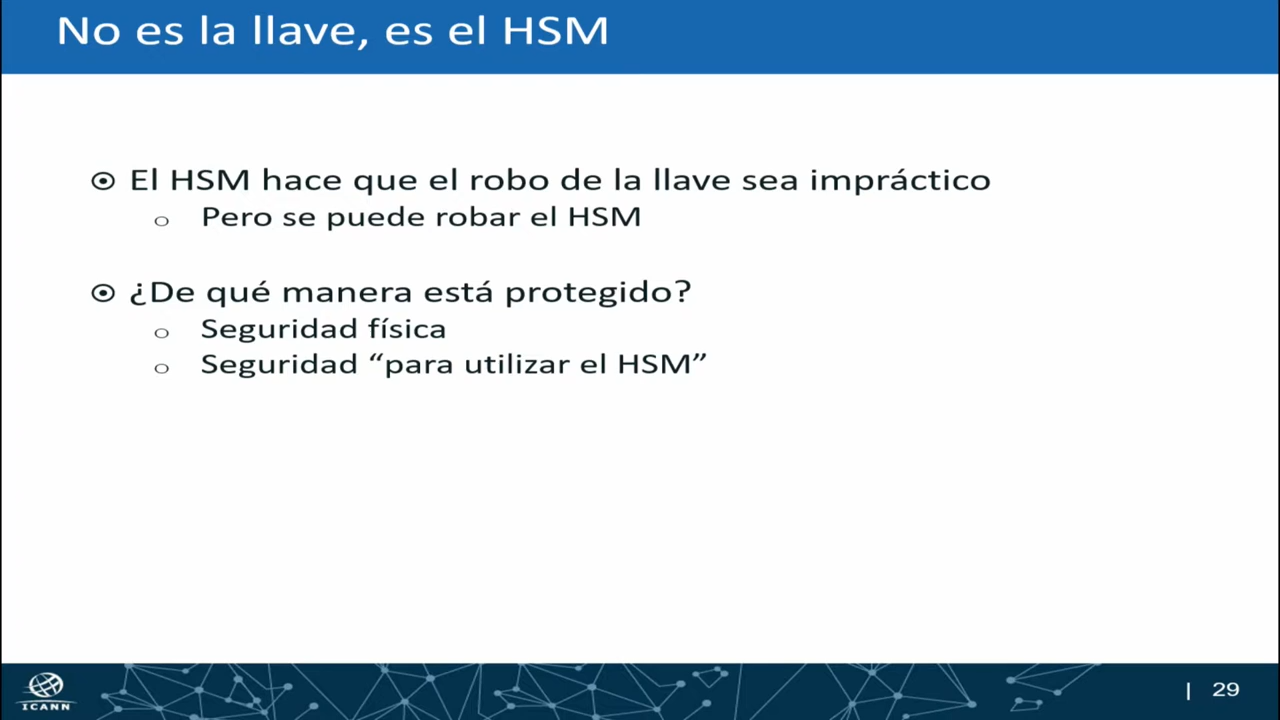 No es la llave, es el HSM
El HSM hace que el robo de la llave sea impráctico
Pero se puede robar el HSM
¿De qué manera está protegido?
Seguridad física
Seguridad “para utilizar el HSM”
ICANN
| 29